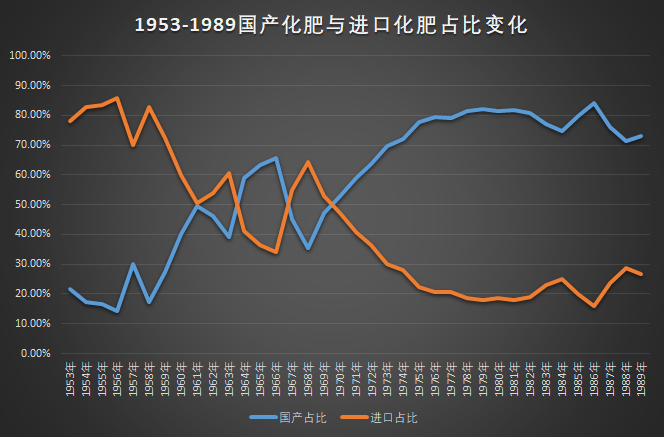 1953-1989国产化肥与进口化肥占比变化
100.00%
90.00%
80.00%
70.00%
60.00%
50.00%
40.00%
30.00%
20.00%
10.00%
0.00%
1953年
1954年
1955年
1956年
1957年
1958年
1959年
1960年
1961年
1962年
1963年
1964年
1965年
1966年
1967年
1968年
1969年
1970年
1971年
1972年
1973年
1974年
1975年
1976年
1977年
1978年
1979年
1980年
1981年
1982年
1983年
1984年
1985年
1986年
1987年
1988年
1989年
国产占比
进口占比